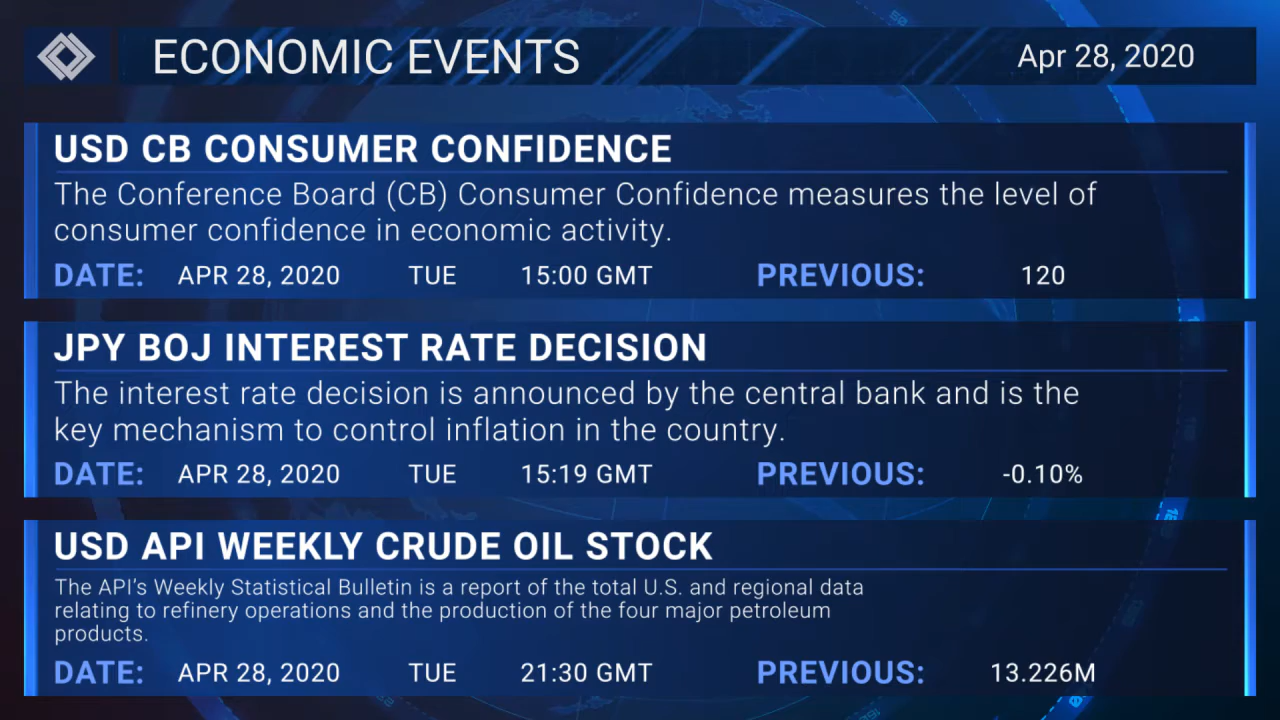 ECONOMIC EVENTS
Apr 28, 2020
USD CB CONSUMER CONFIDENCE
The Conference Board (CB) Consumer Confidence measures the level of
consumer confidence in economic activity.
DATE: APR 28, 2020 TUE 15:00 GMT PREVIOUS: 120
JPY BOJ INTEREST RATE DECISION
The interest rate decision is announced by the central bank and is the
key mechanism to control inflation in the country.
DATE: APR 28, 2020 TUE 15:19 GMT PREVIOUS: -0.10%
USD API WEEKLY CRUDE OIL STOCK
The API's Weekly Statistical Bulletin is a report of the total U.S. and regional data
relating to refinery operations and the production of the four major petroleum
products.
DATE: APR 28, 2020 TUE 21:30 GMT PREVIOUS: 13.226M